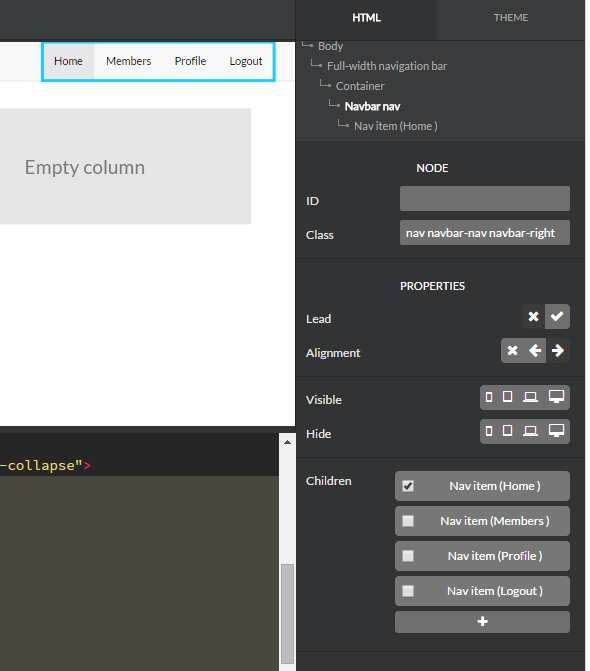 HTML THEME
Home Members Profile Logout
Body
Full-width navigation bar
Container
Navbar nav
Nav item (Home )
Empty column
NODE
ID
Class nav navbar-nav navbar-right
PROPERTIES
Lead
Alignment
Visible
Hide
-collapse">
Children Nav item (Home )
Nav item (Members )
Nav item (Profile )
Nav item (Logout )